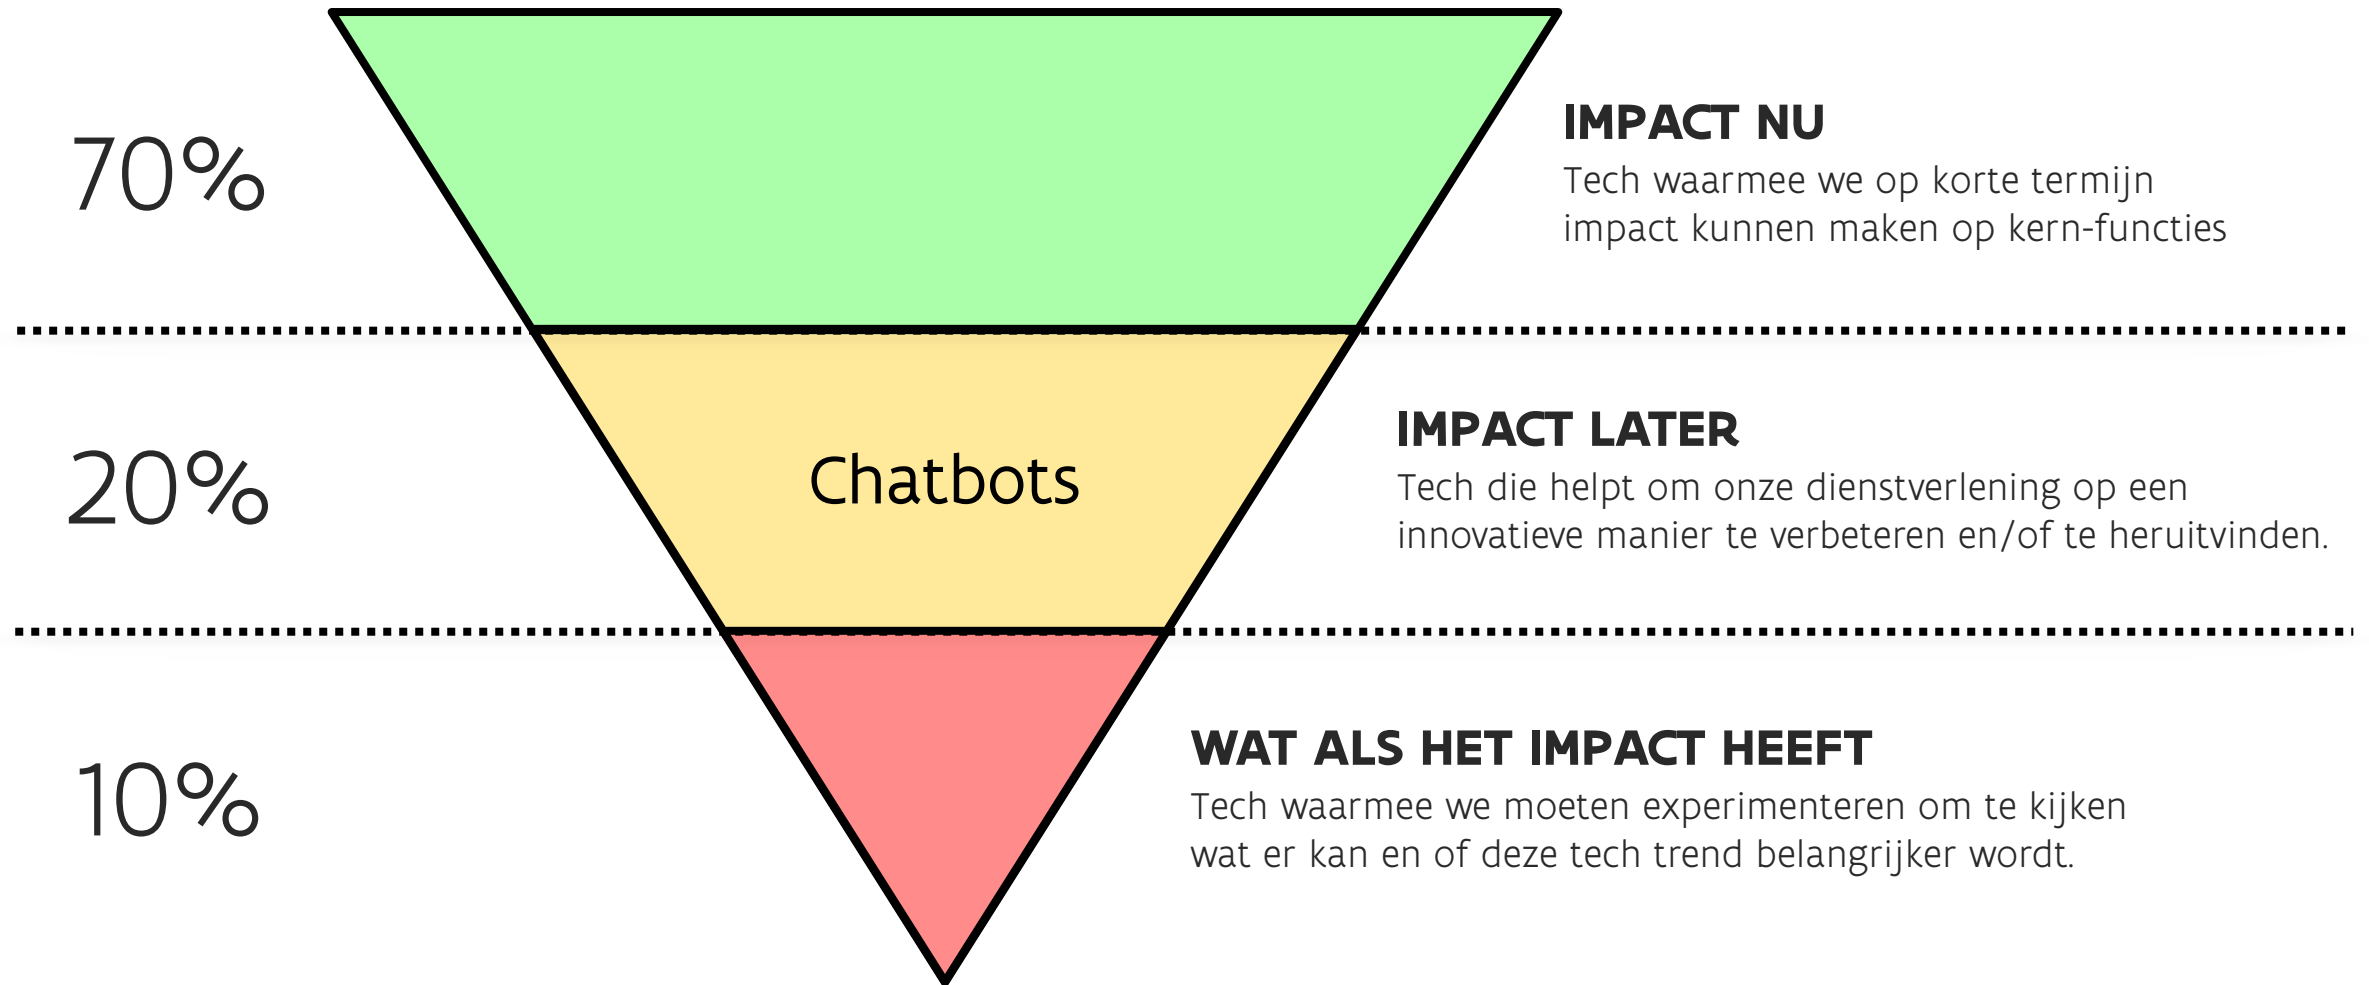 70%
IMPACT NU
Tech waarmee we op korte termijn
impact kunnen maken op kern-functies
20%
Chatbots
IMPACT LATER
Tech die helpt om onze dienstverlening op een
innovatieve manier te verbeteren en/of te heruitvinden.
10%
WAT ALS HET IMPACT HEEFT
Tech waarmee we moeten experimenteren om te kijken
wat er kan en of deze tech trend belangrijker wordt.